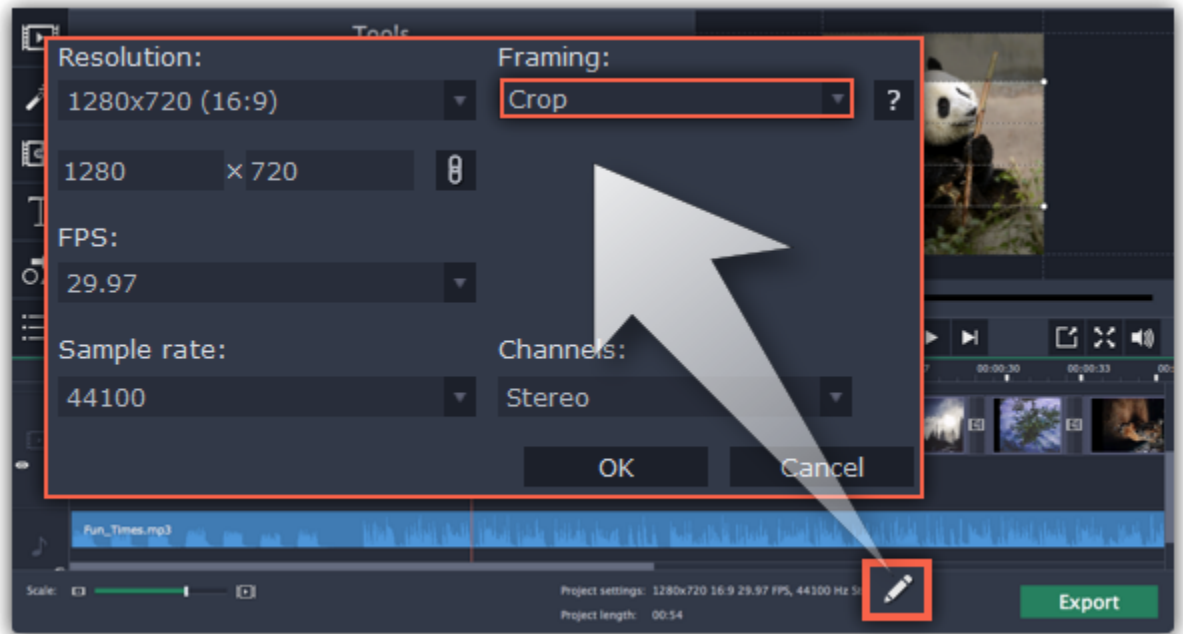 Tools
Resolution:
Framing:
1280x720 (16:9)
Crop
?
1280
×
720
FPS:
29.97
Sample rate:
Channels:
44100
Stereo
00:00:30
00:00:33
OK
Cancel
Fun_Times.mp3
Scale:
Project settings: 1280x720 16:9 29.97 FPS, 44100 Hz
Project length: 00:54
Export